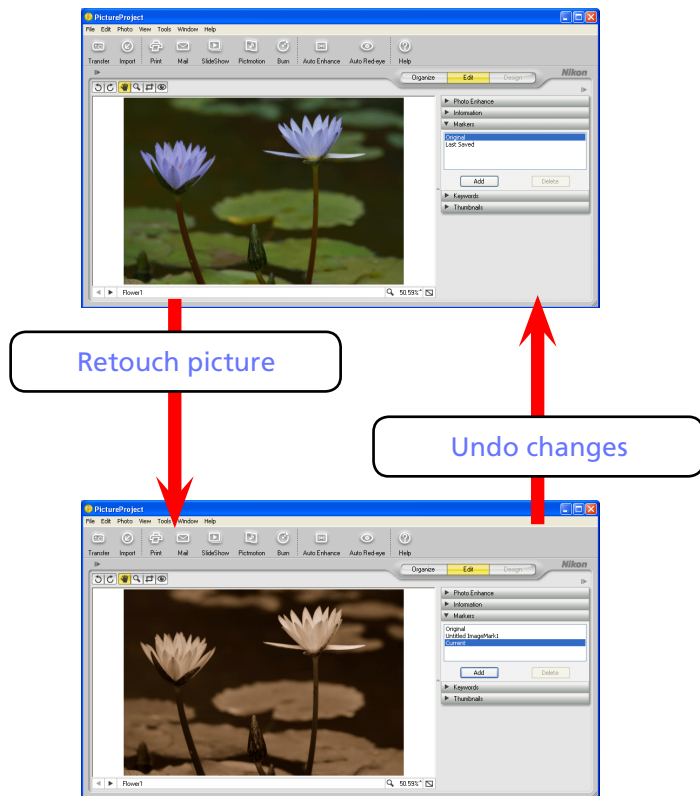 PictureProject
File Edit Photo View Tools Window Help
Transfer Import Print Mail SlideShow Pictmotion Burn Auto Enhance Auto Red-eye Help
Organize Edit Design Nikon
Photo Enhance
Information
Markers
Original
Last Saved
Add Delete
Keywords
Thumbnails
Flower1 50.59%
Retouch picture
Undo changes
PictureProject
File Edit Photo View Tools Window Help
Transfer Import Print Mail SlideShow Pictmotion Burn Auto Enhance Auto Red-eye Help
Organize Edit Design Nikon
Photo Enhance
Information
Markers
Original
Untitled ImageMark1
Current
Add Delete
Keywords
Thumbnails
Flower1 50.59%